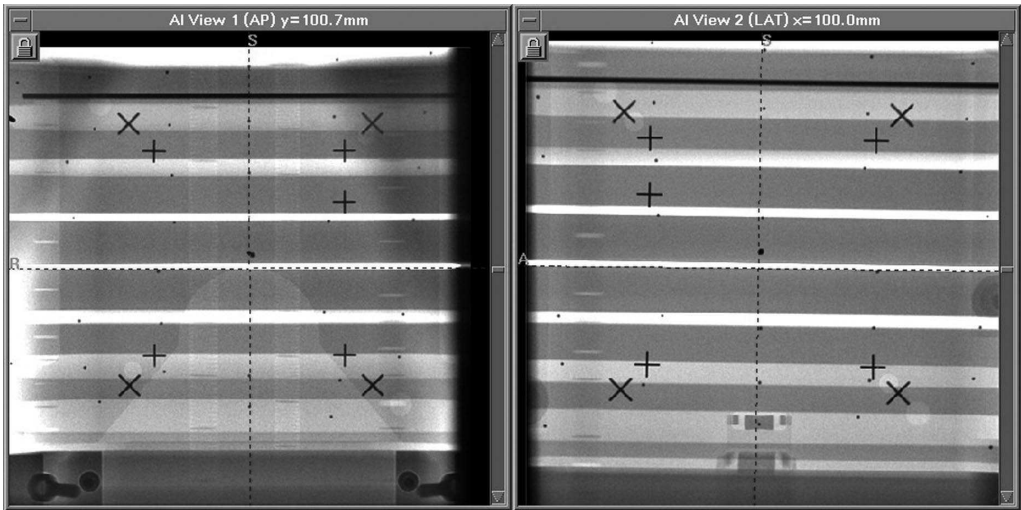 AI View 1 (AP) y=100.7mm
S
R
AI View 2 (LAT) x=100.0mm
S
A